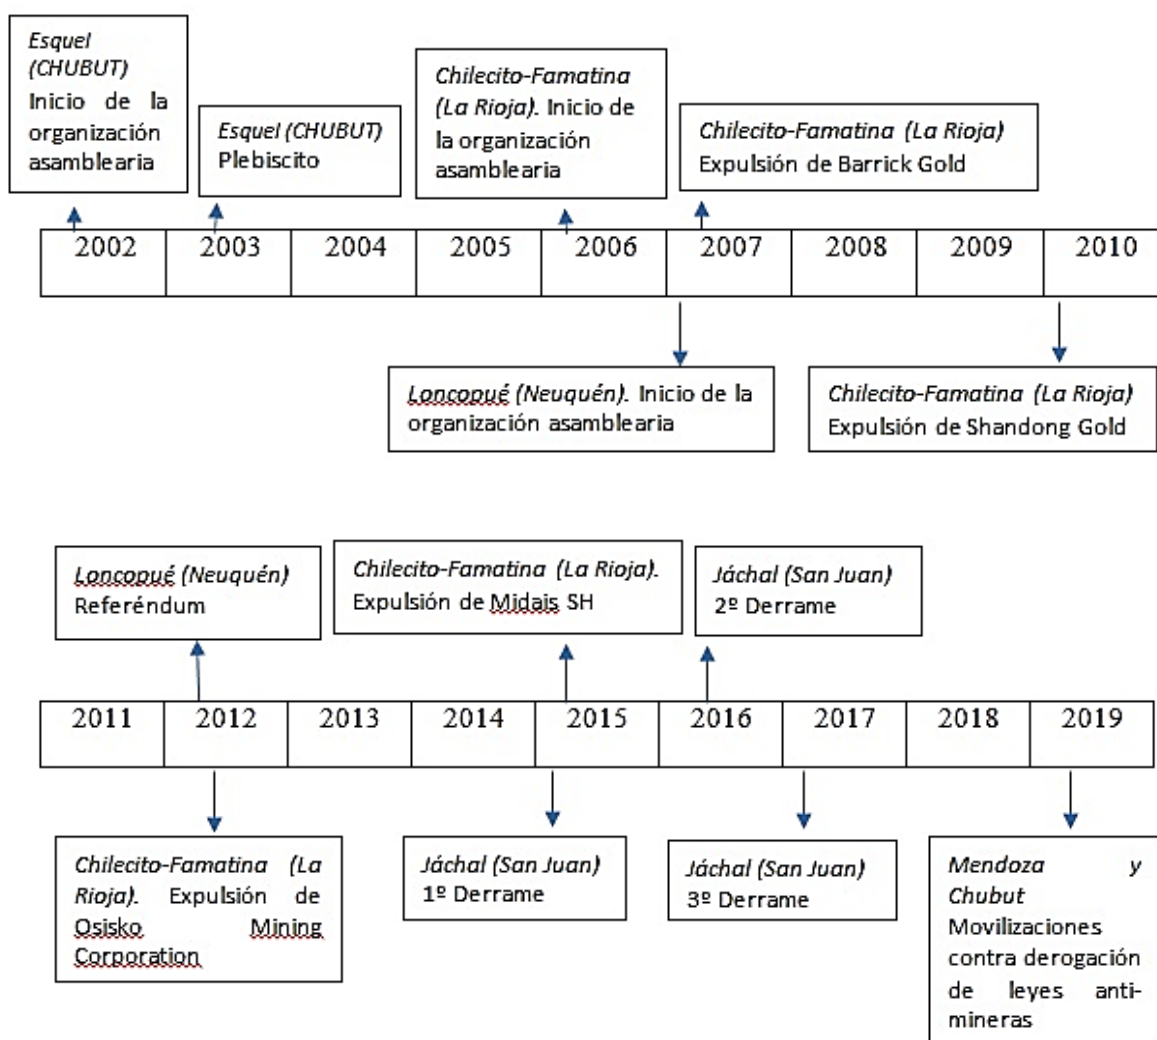 Esquel
(CHUBUT)
Inicio de la
organización
asamblearia
Esquel (CHUBUT)
Plebiscito
Chilecito-Famatina
(La Rioja). Inicio de
la organización
asamblearia
Chilecito-Famatina (La Rioja)
Expulsión de Barrick Gold
2002 2003 2004 2005 2006 2007 2008 2009 2010
Loncopué (Neuquén). Inicio de la
organización asamblearia
Chilecito-Famatina (La Rioja)
Expulsión de Shandong Gold
Loncopué (Neuquén)
Referéndum
Chilecito-Famatina (La Rioja).
Expulsión de Midais SH
Jáchal (San Juan)
2º Derrame
2011 2012 2013 2014 2015 2016 2017 2018 2019
Chilecito-Famatina (La
Rioja). Expulsión de
Osisko Mining
Corporation
Jáchal (San Juan)
1º Derrame
Jáchal (San Juan)
3º Derrame
Mendoza y
Chubut
Movilizaciones
contra derogación
de leyes anti-
mineras